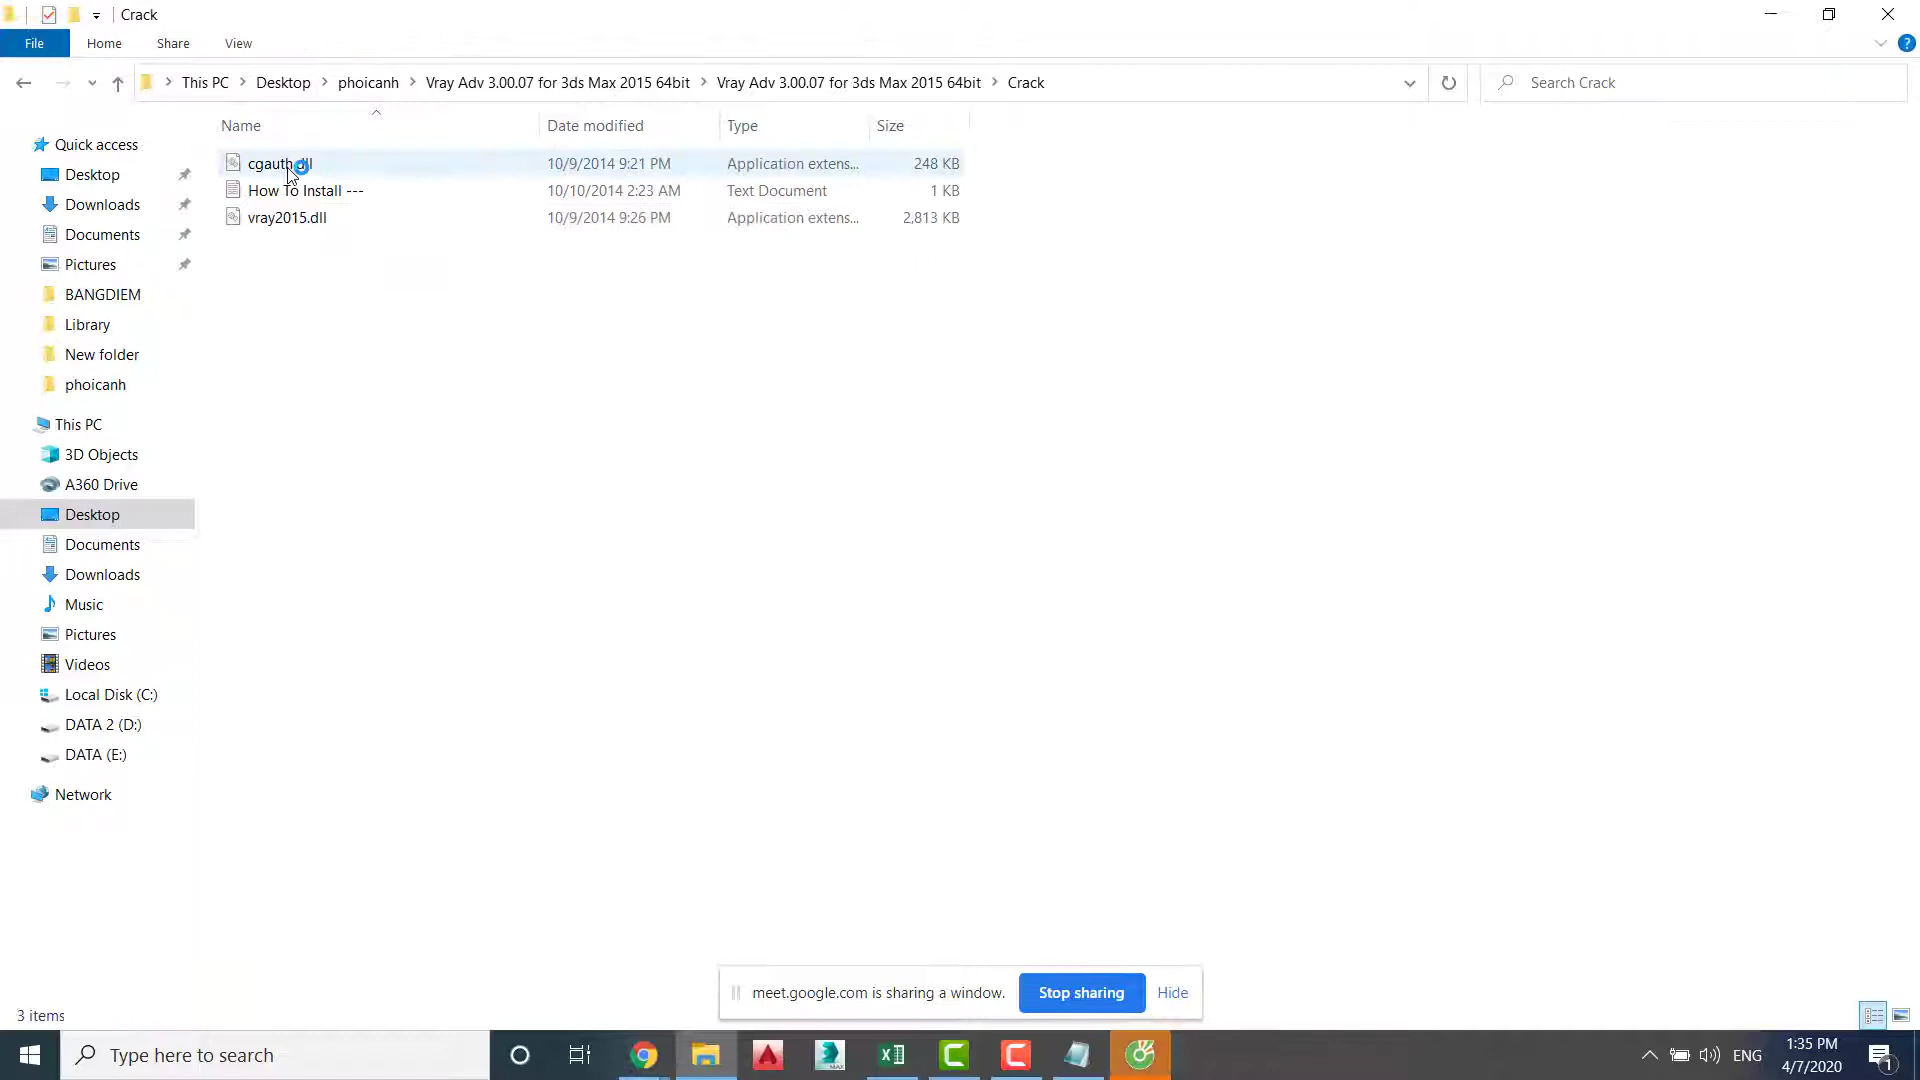 Crack
File Home Share View
This PC Desktop phoicanh Vray Adv 3.00.07 for 3ds Max 2015 64bit Vray Adv 3.00.07 for 3ds Max 2015 64bit Crack Search Crack
Name Date modified Type Size
cgauth.dll 10/9/2014 9:21 PM Application extens... 248 KB
How To Install --- 10/10/2014 2:23 AM Text Document 1 KB
vray2015.dll 10/9/2014 9:26 PM Application extens... 2,813 KB
Quick access
Desktop
Downloads
Documents
Pictures
BANGDIEM
Library
New folder
phoicanh
This PC
3D Objects
A360 Drive
Desktop
Documents
Downloads
Music
Pictures
Videos
Local Disk (C:)
DATA 2 (D:)
DATA (E:)
Network
meet.google.com is sharing a window. Stop sharing Hide
3 items
Type here to search
MAX
ENG
1:35 PM
4/7/2020
1